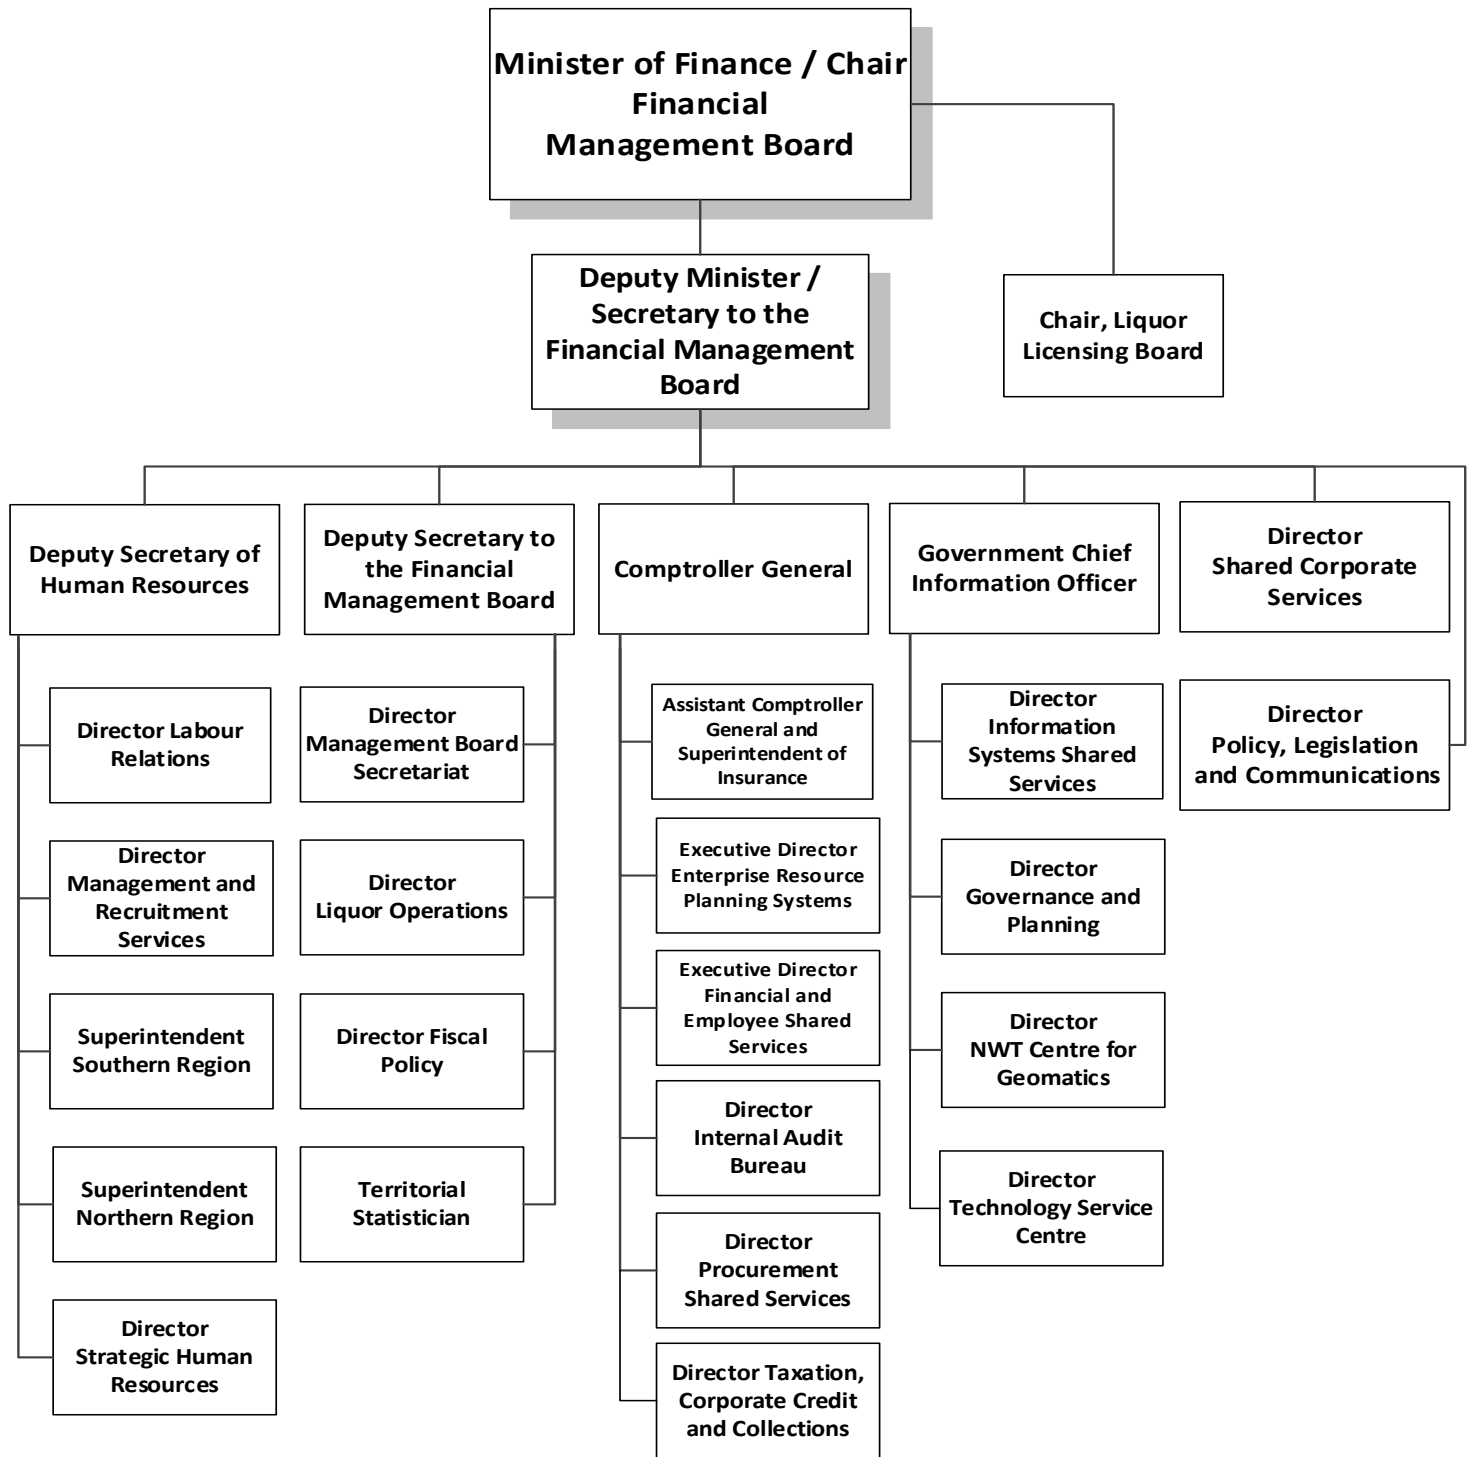 Minister of Finance / Chair
Financial
Management Board
Deputy Minister /
Secretary to the
Financial Management
Board
Chair, Liquor
Licensing Board
Deputy Secretary of
Human Resources
Deputy Secretary to
the Financial
Management Board
Comptroller General
Government Chief
Information Officer
Director
Shared Corporate
Services
Director Labour
Relations
Director
Management and
Recruitment
Services
Superintendent
Southern Region
Superintendent
Northern Region
Director
Strategic Human
Resources
Director
Management Board
Secretariat
Director
Liquor Operations
Director Fiscal
Policy
Territorial
Statistician
Assistant Comptroller
General and
Superintendent of
Insurance
Executive Director
Enterprise Resource
Planning Systems
Executive Director
Financial and
Employee Shared
Services
Director
Internal Audit
Bureau
Director
Procurement
Shared Services
Director Taxation,
Corporate Credit
and Collections
Director
Information
Systems Shared
Services
Director
Governance and
Planning
Director
NWT Centre for
Geomatics
Director
Technology Service
Centre
Director
Policy, Legislation
and Communications